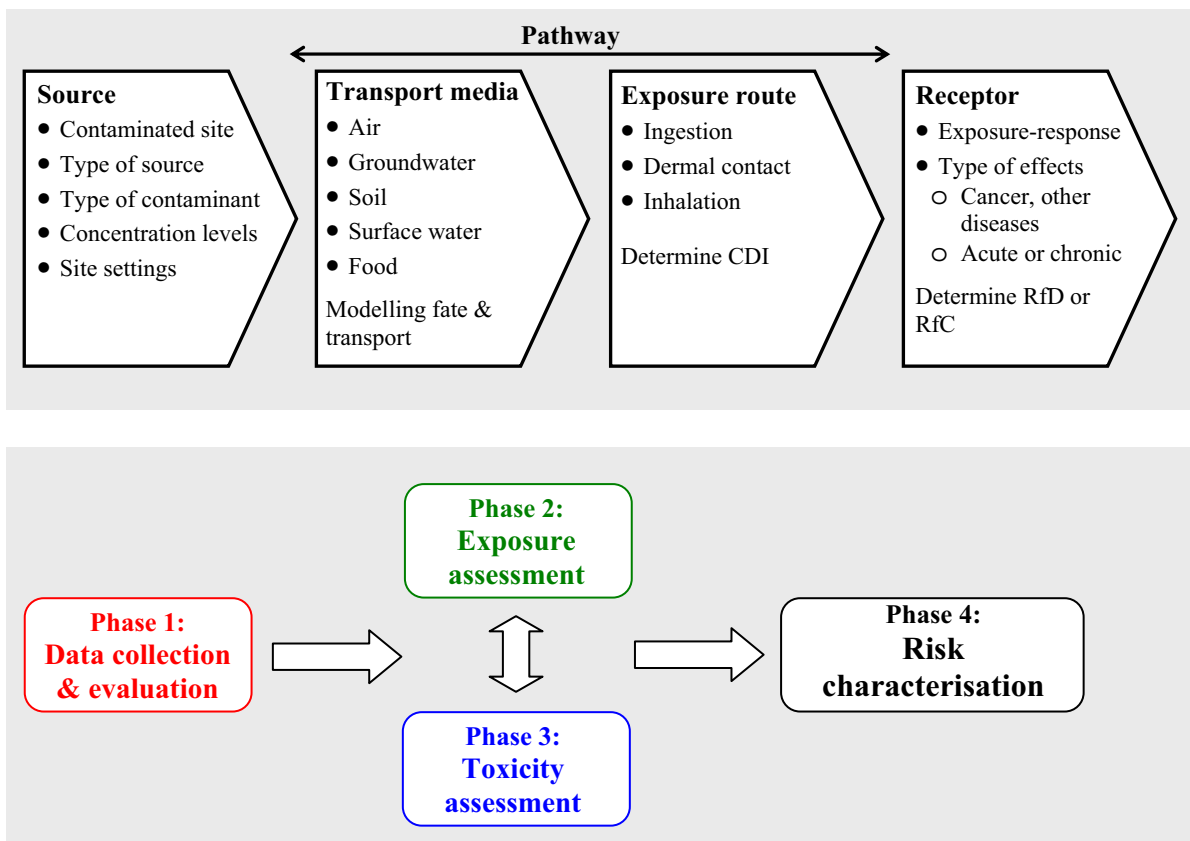 Pathway
Source
● Contaminated site
● Type of source
● Type of contaminant
● Concentration levels
● Site settings
Transport media
● Air
● Groundwater
● Soil
● Surface water
● Food
Modelling fate &
transport
Exposure route
● Ingestion
● Dermal contact
● Inhalation
Determine CDI
Receptor
● Exposure-response
● Type of effects
o Cancer, other
diseases
o Acute or chronic
Determine RfD or
RfC
Phase 1:
Data collection
& evaluation
Phase 2:
Exposure
assessment
Phase 3:
Toxicity
assessment
Phase 4:
Risk
characterisation